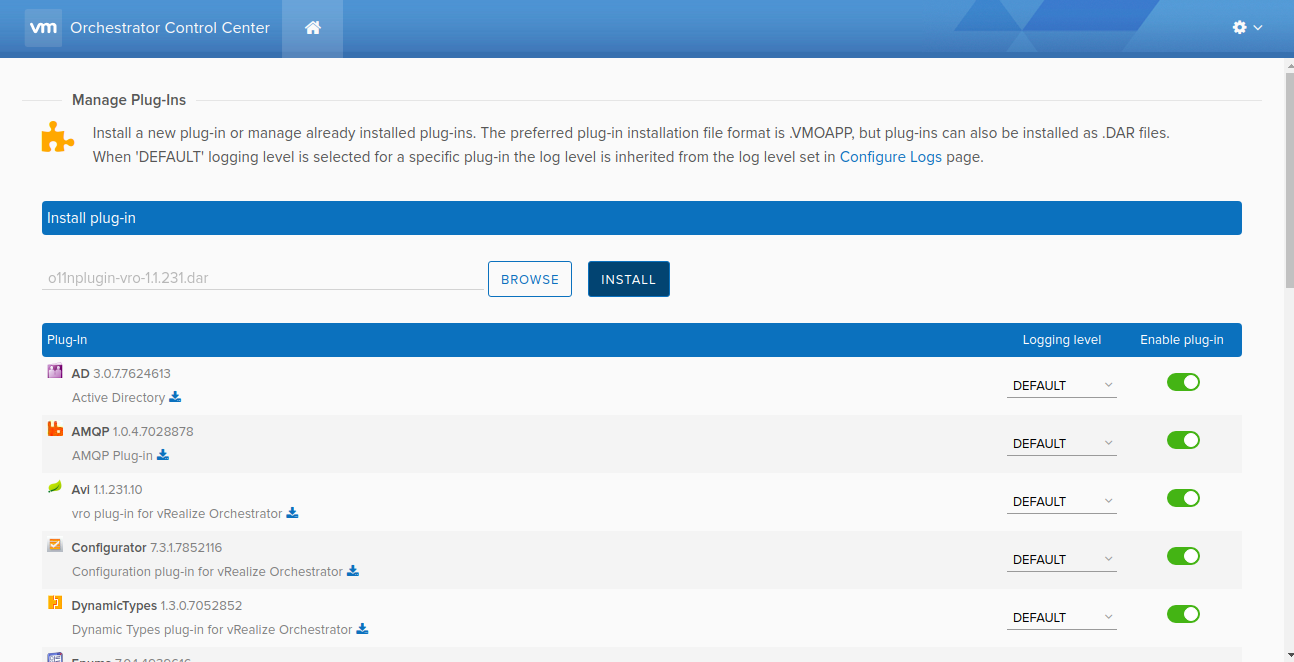 vm Orchestrator Control Center
Manage Plug-Ins
Install a new plug-in or manage already installed plug-ins. The preferred plug-in installation file format is .VMOAPP, but plug-ins can also be installed as .DAR files.
When 'DEFAULT' logging level is selected for a specific plug-in the log level is inherited from the log level set in Configure Logs page.
Install plug-in
o11nplugin-vro-1.1.231.dar BROWSE INSTALL
Plug-In Logging level Enable plug-in
AD 3.0.7.7624613
DEFAULT
Active Directory
AMQP 1.0.4.7028878
DEFAULT
AMQP Plug-in
Avi 1.1.231.10
DEFAULT
vro plug-in for vRealize Orchestrator
Configurator 7.3.1.7852116
DEFAULT
Configuration plug-in for vRealize Orchestrator
DynamicTypes 1.3.0.7052852
DEFAULT
Dynamic Types plug-in for vRealize Orchestrator